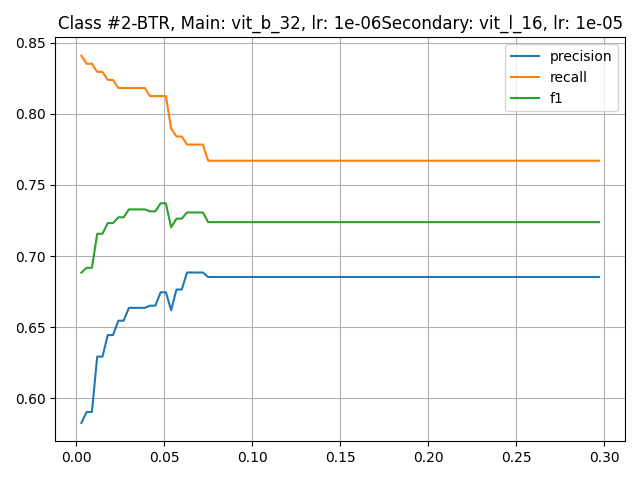 Class #2-BTR, Main: vit_b_32, lr: 1e-06Secondary: vit_l_16, lr: 1e-05
precision
recall
f1
0.85
0.80
0.75
0.70
0.65
0.60
0.00 0.05 0.10 0.15 0.20 0.25 0.30